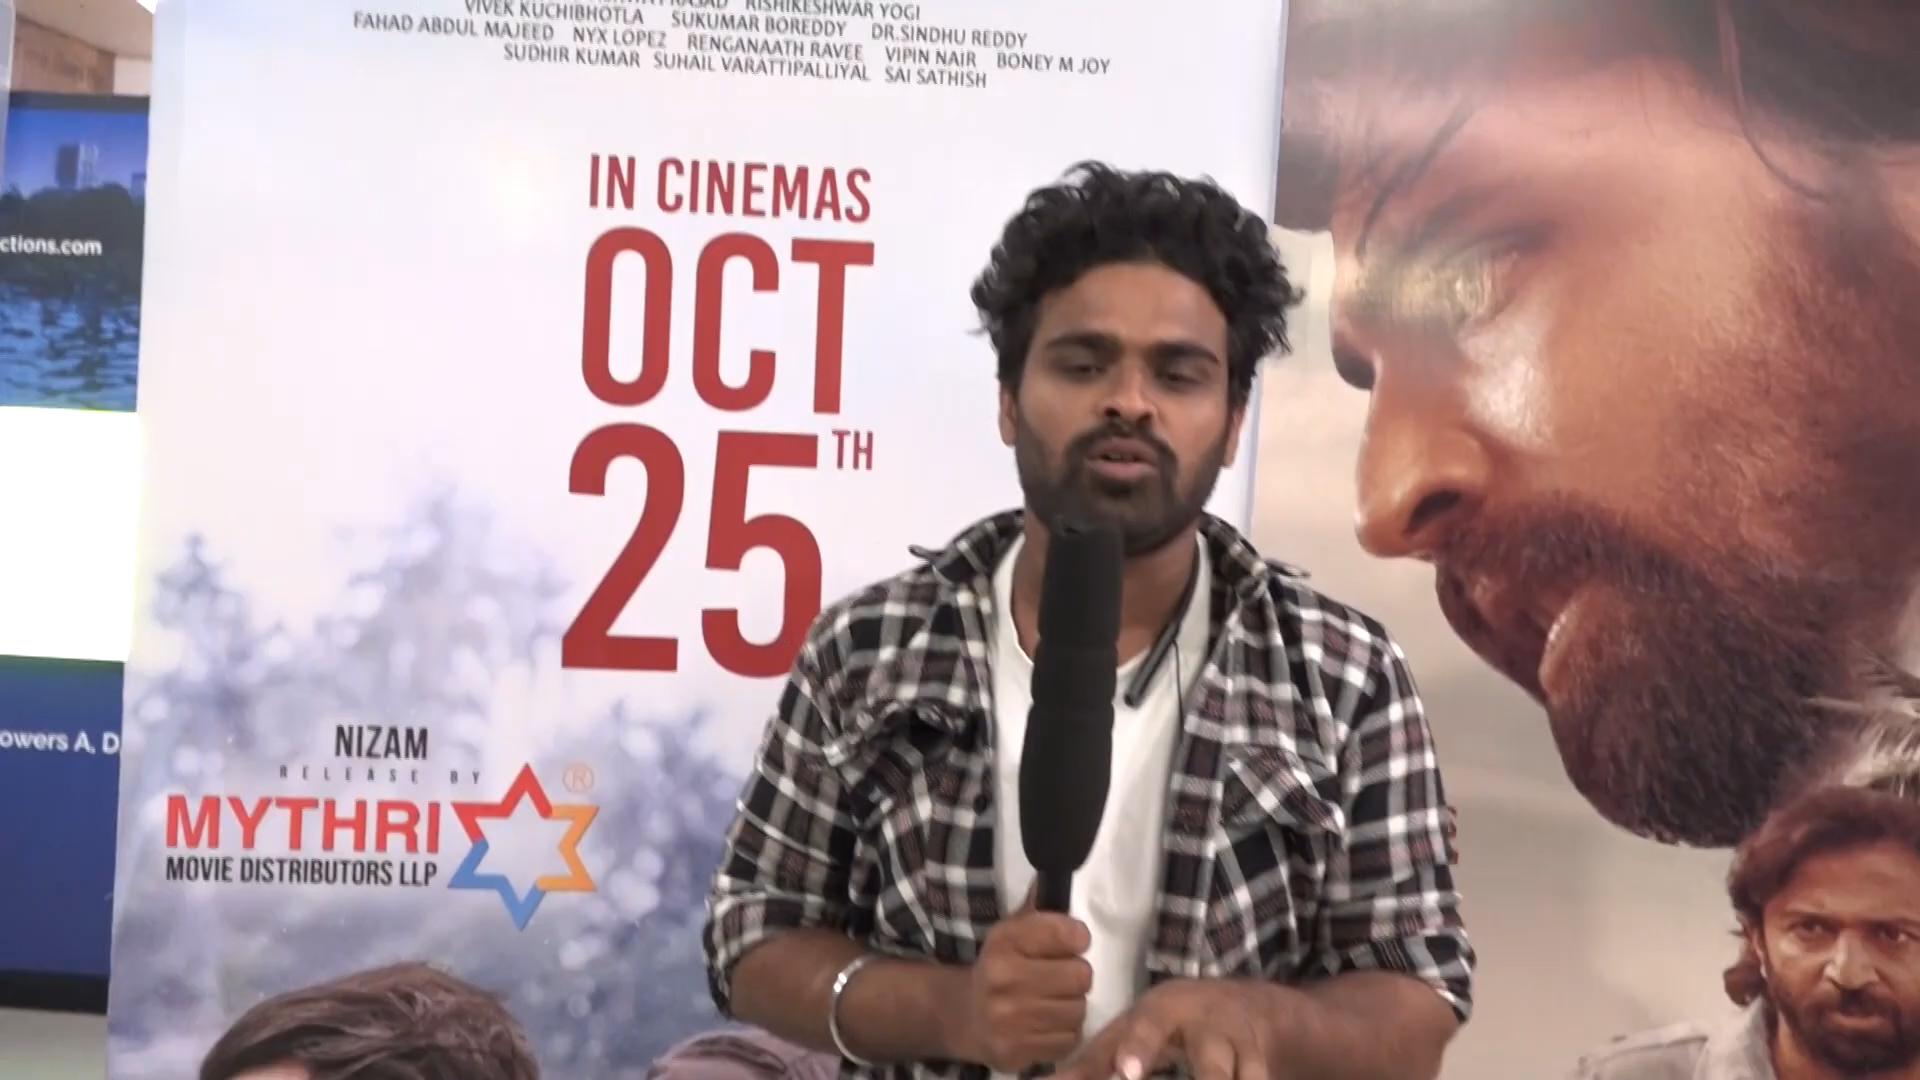 RISHIKESHWAR YOGI
VIVEK KUCHIBHOTLA SUKUMAR BOREDDY DR.SINDHU REDDY
FAHAD ABDUL MAJEED NYX LOPEZ RENGANAATH RAVEE VIPIN NAIR BONEY M JOY
SUDHIR KUMAR SUHAIL VARATTIPALLIYAL SAI SATHISH
IN CINEMAS
OCT
25TH
ctions.com
owers A, D
NIZAM
RELEASE BY
MYTHRI ®
MOVIE DISTRIBUTORS LLP